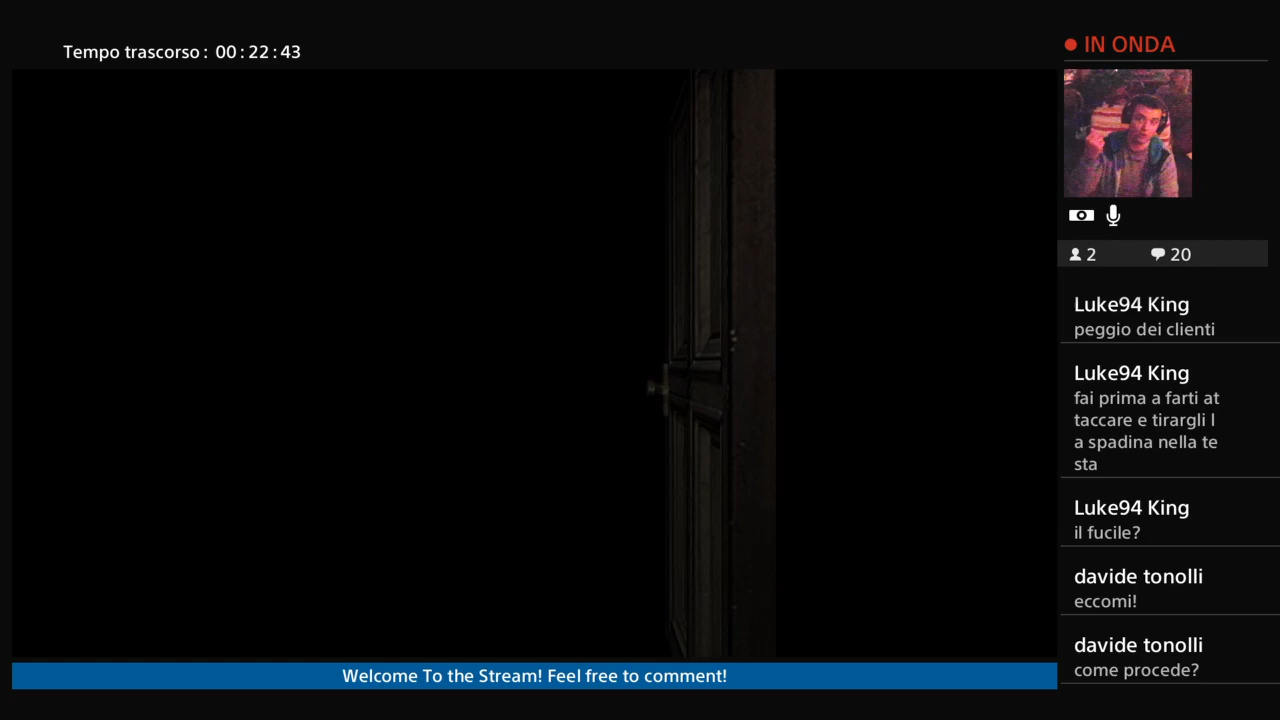 Tempo trascorso : 00 : 22 : 43
IN ONDA
2
20
Luke94 King
peggio dei clienti
Luke94 King
fai prima a farti at
taccare e tirargli l
a spadina nella te
sta
Luke94 King
il fucile?
davide tonolli
eccomi!
davide tonolli
come procede?
Welcome To the Stream! Feel free to comment!